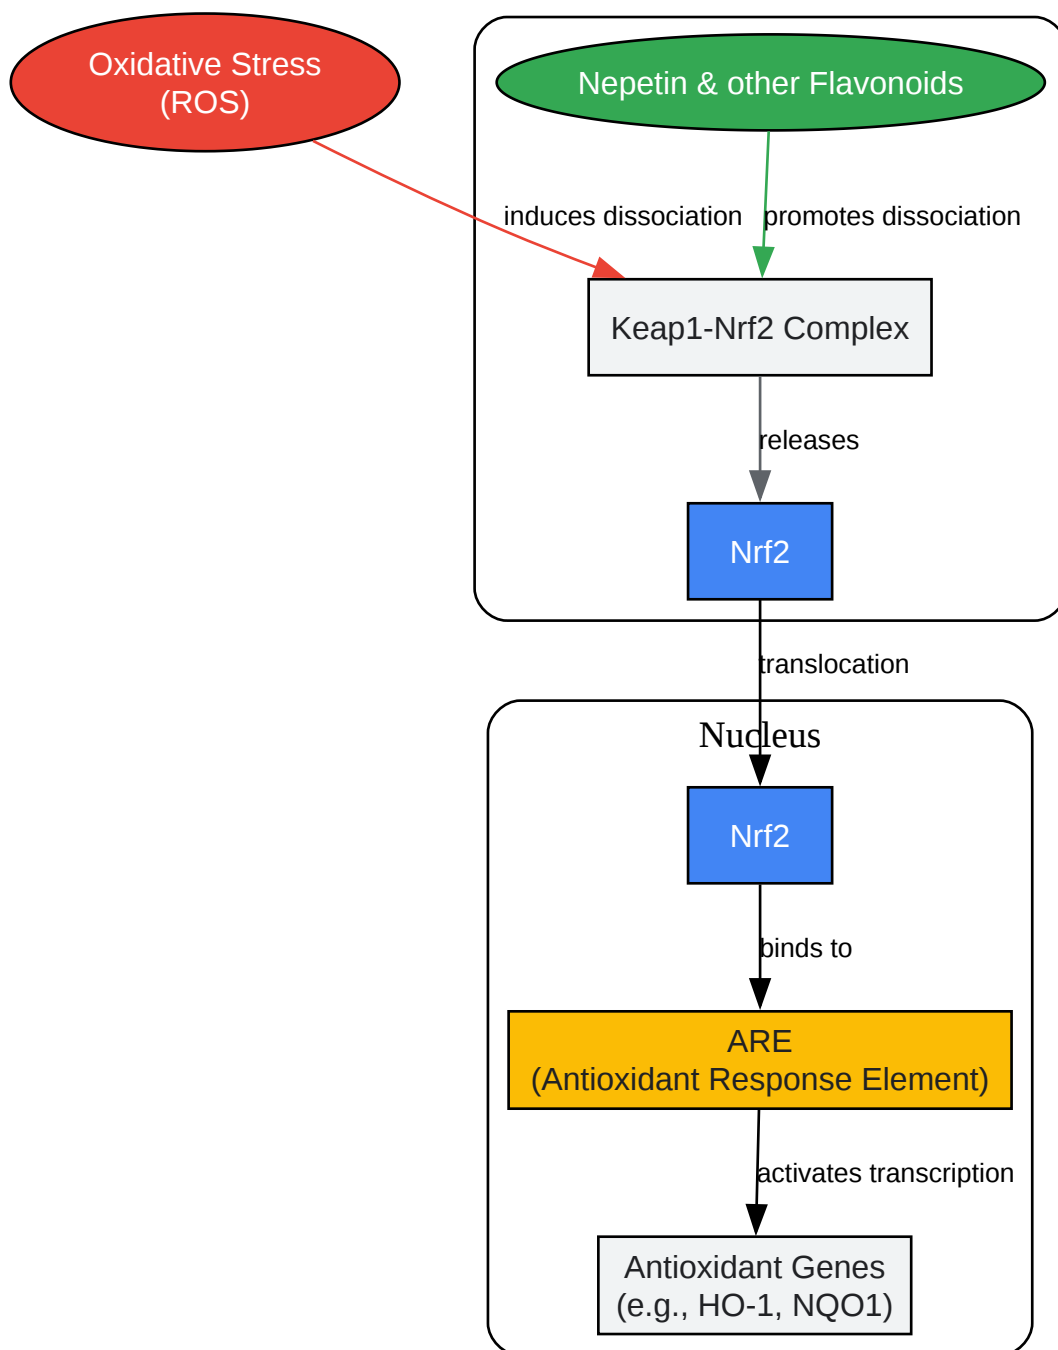 Oxidative Stress
(ROS)
Nepetin & other Flavonoids
induces dissociation
promotes dissociation
Keap1-Nrf2 Complex
releases
Nrf2
translocation
Nucleus
Nrf2
binds to
ARE
(Antioxidant Response Element)
activates transcription
Antioxidant Genes
(e.g., HO-1, NQO1)